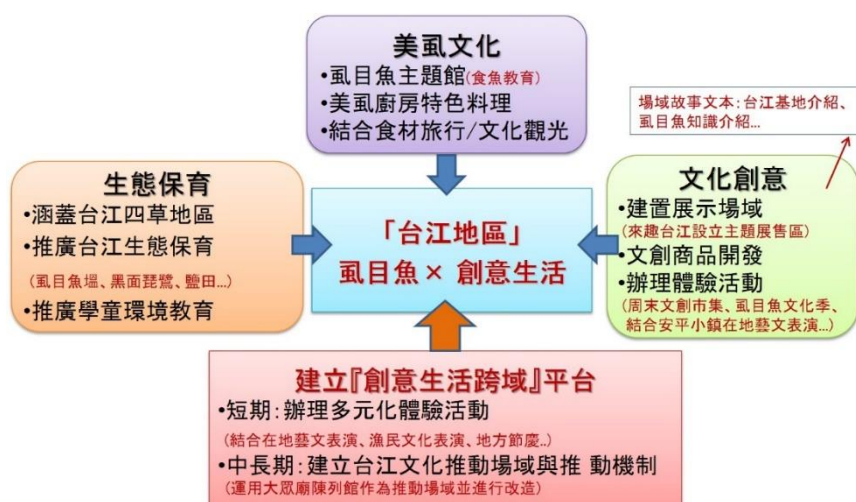 美虱文化
•虱目魚主題館(食魚教育)
•美虱廚房特色料理
•結合食材旅行/文化觀光
場域故事文本:台江基地介紹、
虱目魚知識介紹...
生態保育
•涵蓋台江四草地區
•推廣台江生態保育
(虱目魚塭、黑面琵鷺、鹽田...)
•推廣學童環境教育
「台江地區」
虱目魚× 創意生活
文化創意
•建置展示場域
(來趣台江設立主題展售區)
•文創商品開發
•辦理體驗活動
(周末文創市集、虱目魚文化季、
結合安平小鎮在地藝文表演...)
建立『創意生活跨域』平台
•短期:辦理多元化體驗活動
(結合在地藝文表演、漁民文化表演、地方節慶..)
•中長期:建立台江文化推動場域與推 動機制
(運用大眾廟陳列館作為推動場域並進行改造)